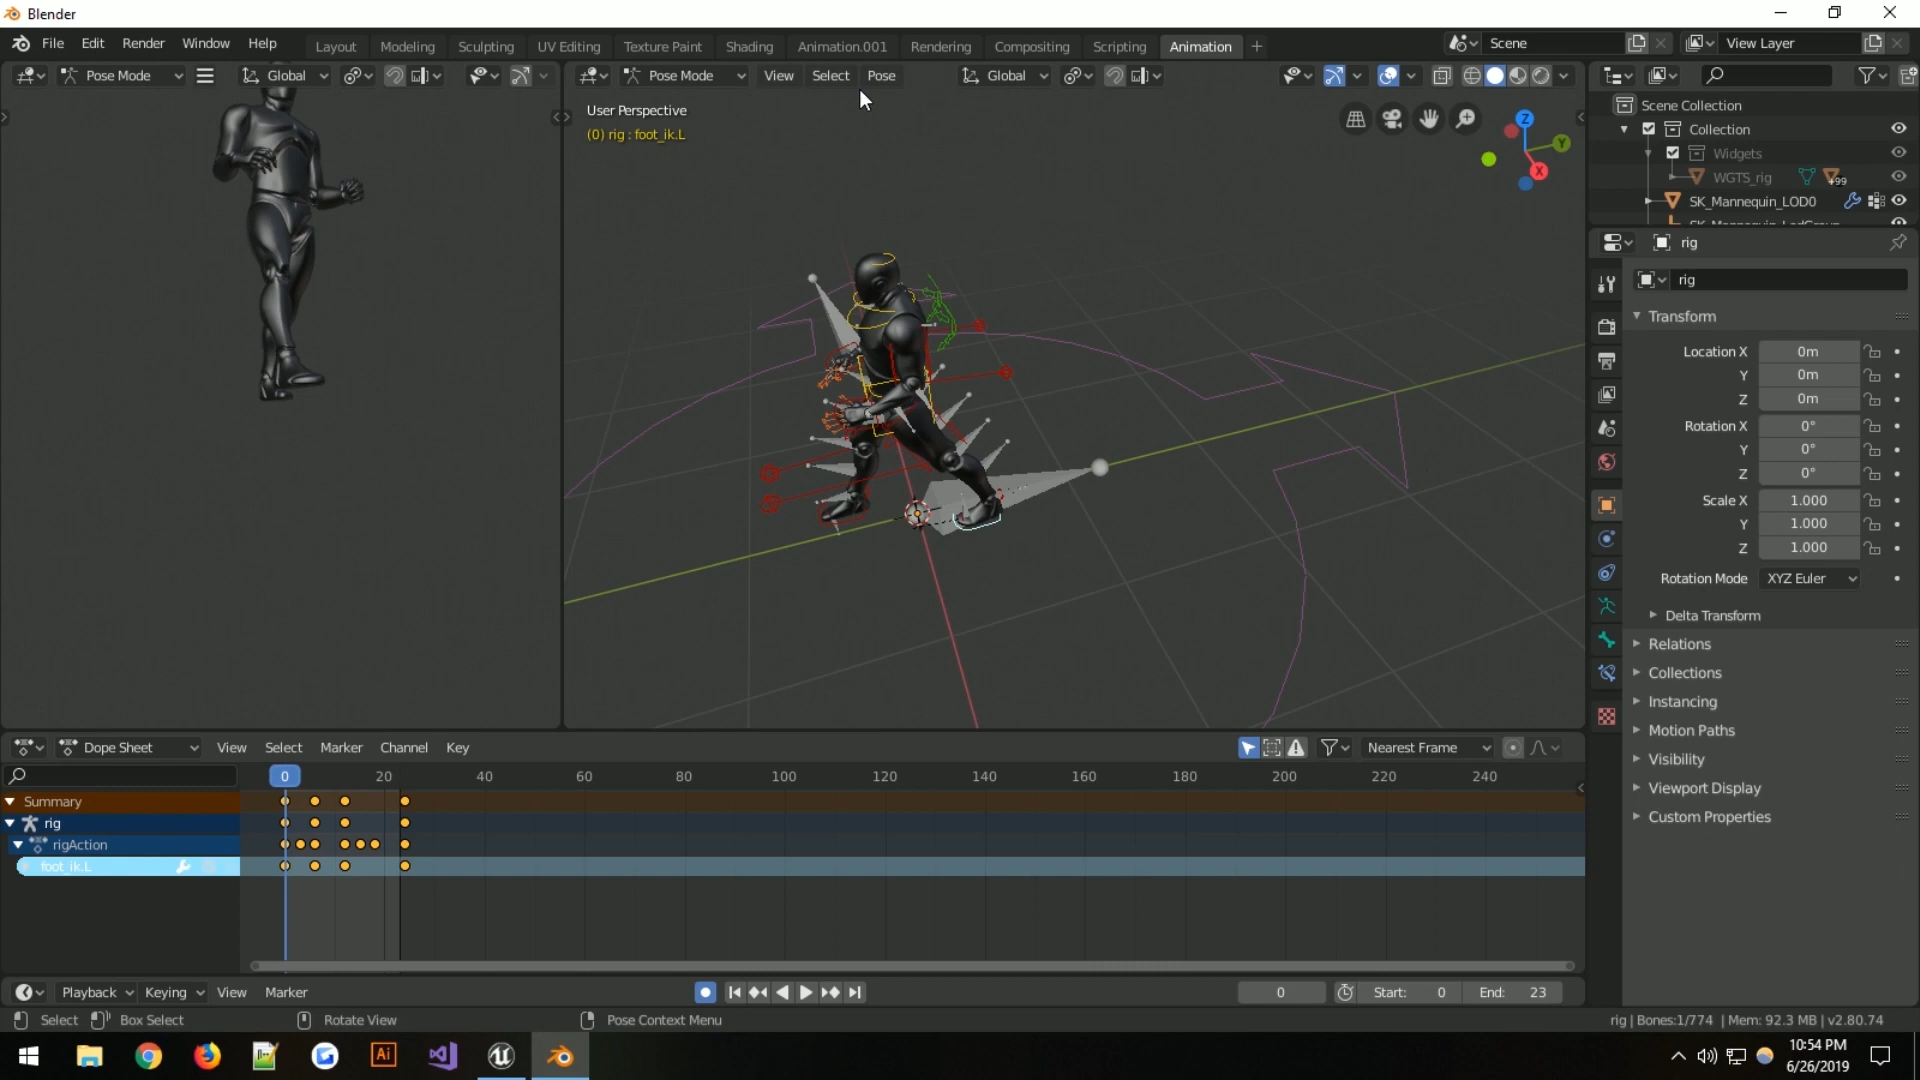 Blender
File Edit Render Window Help Layout Modeling Sculpting UV Editing Texture Paint Shading Animation.001 Rendering Compositing Scripting Animation + Scene View Layer
Pose Mode Global Pose Mode View Select Pose Global
User Perspective
(0) rig : foot_ik.L
Z
Y
X
Scene Collection
Collection
Widgets
WGTS_rig +99
SK_Mannequin_LOD0
rig
rig
Transform
Location X 0m
Y 0m
Z 0m
Rotation X 0°
Y 0°
Z 0°
Scale X 1.000
Y 1.000
Z 1.000
Rotation Mode XYZ Euler
Delta Transform
Relations
Collections
Instancing
Motion Paths
Visibility
Viewport Display
Custom Properties
Dope Sheet View Select Marker Channel Key Nearest Frame
0 20 40 60 80 100 120 140 160 180 200 220 240
Summary
rig
rigAction
foot_ik.L
Playback Keying View Marker 0 Start: 0 End: 23
Select Box Select Rotate View Pose Context Menu rig | Bones:1/774 | Mem: 92.3 MB | v2.80.74
Ai
10:54 PM
6/26/2019